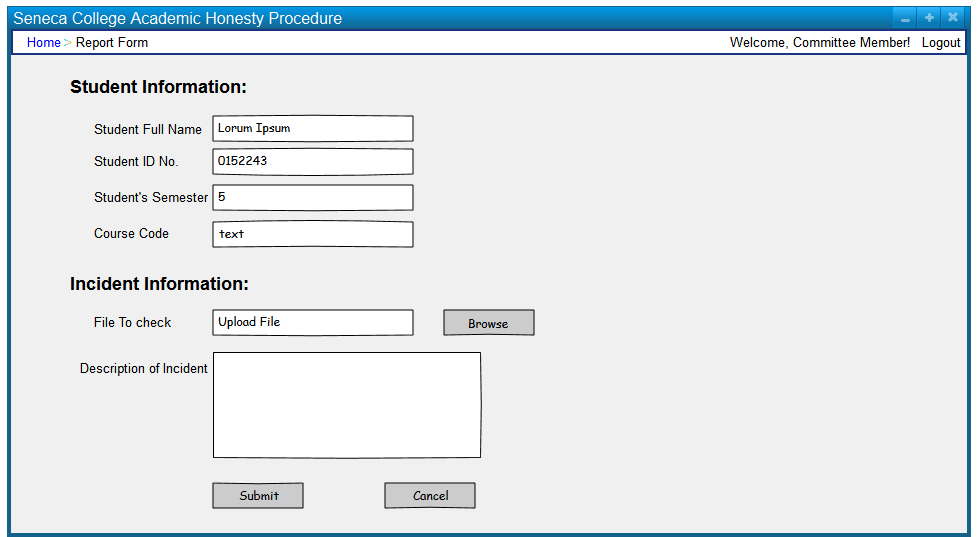 Seneca College Academic Honesty Procedure
Home > Report Form Welcome, Committee Member! Logout
Student Information:
Student Full Name Lorum Ipsum
Student ID No. 0152243
Student's Semester 5
Course Code text
Incident Information:
File To check Upload File Browse
Description of Incident
Submit Cancel